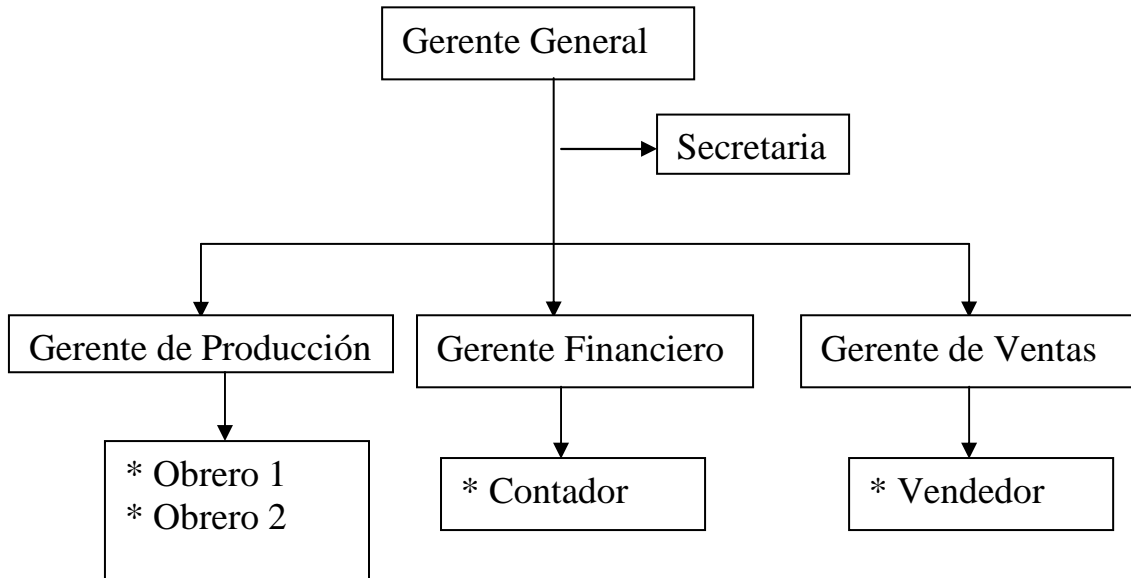 Gerente General
Secretaria
Gerente de Producción
Gerente Financiero
Gerente de Ventas
* Obrero 1
* Obrero 2
* Contador
* Vendedor